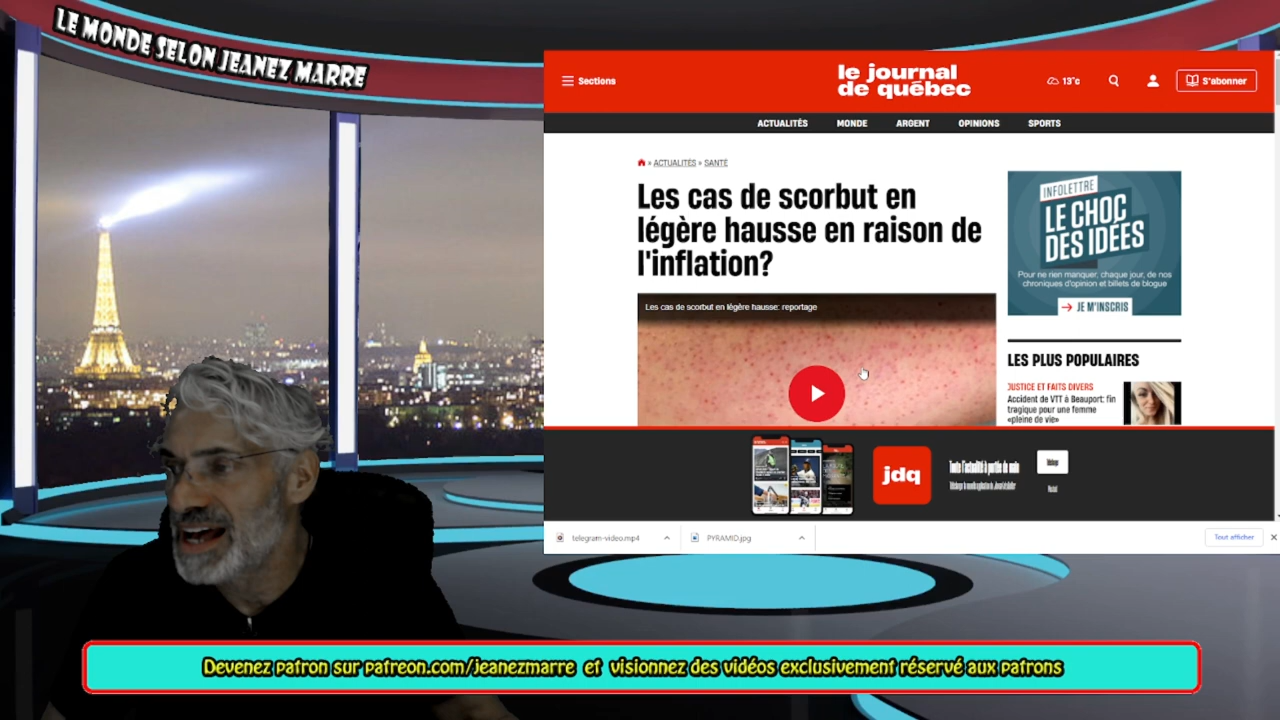 LE MONDE SELON JEANEZ MARRE
Sections
le journal
de québec
13°c
S'abonner
ACTUALITÉS
MONDE
ARGENT
OPINIONS
SPORTS
» ACTUALITÉS » SANTÉ
Les cas de scorbut en
légère hausse en raison de
l'inflation?
Les cas de scorbut en légère hausse: reportage
INFOLETTRE
LE CHOC
DES IDÉES
Pour ne rien manquer, chaque jour, de nos
chroniques d'opinion et billets de blogue
→ JE M'INSCRIS
LES PLUS POPULAIRES
JUSTICE ET FAITS DIVERS
Accident de VTT à Beauport: fin
tragique pour une femme
«pleine de vie»
jdq
Toute l'actualité à portée de main
telegram-video.mp4
PYRAMID.jpg
Tout afficher
Devenez patron sur patreon.com/jeanezmarre et visionnez des vidéos exclusivement réservé aux patrons